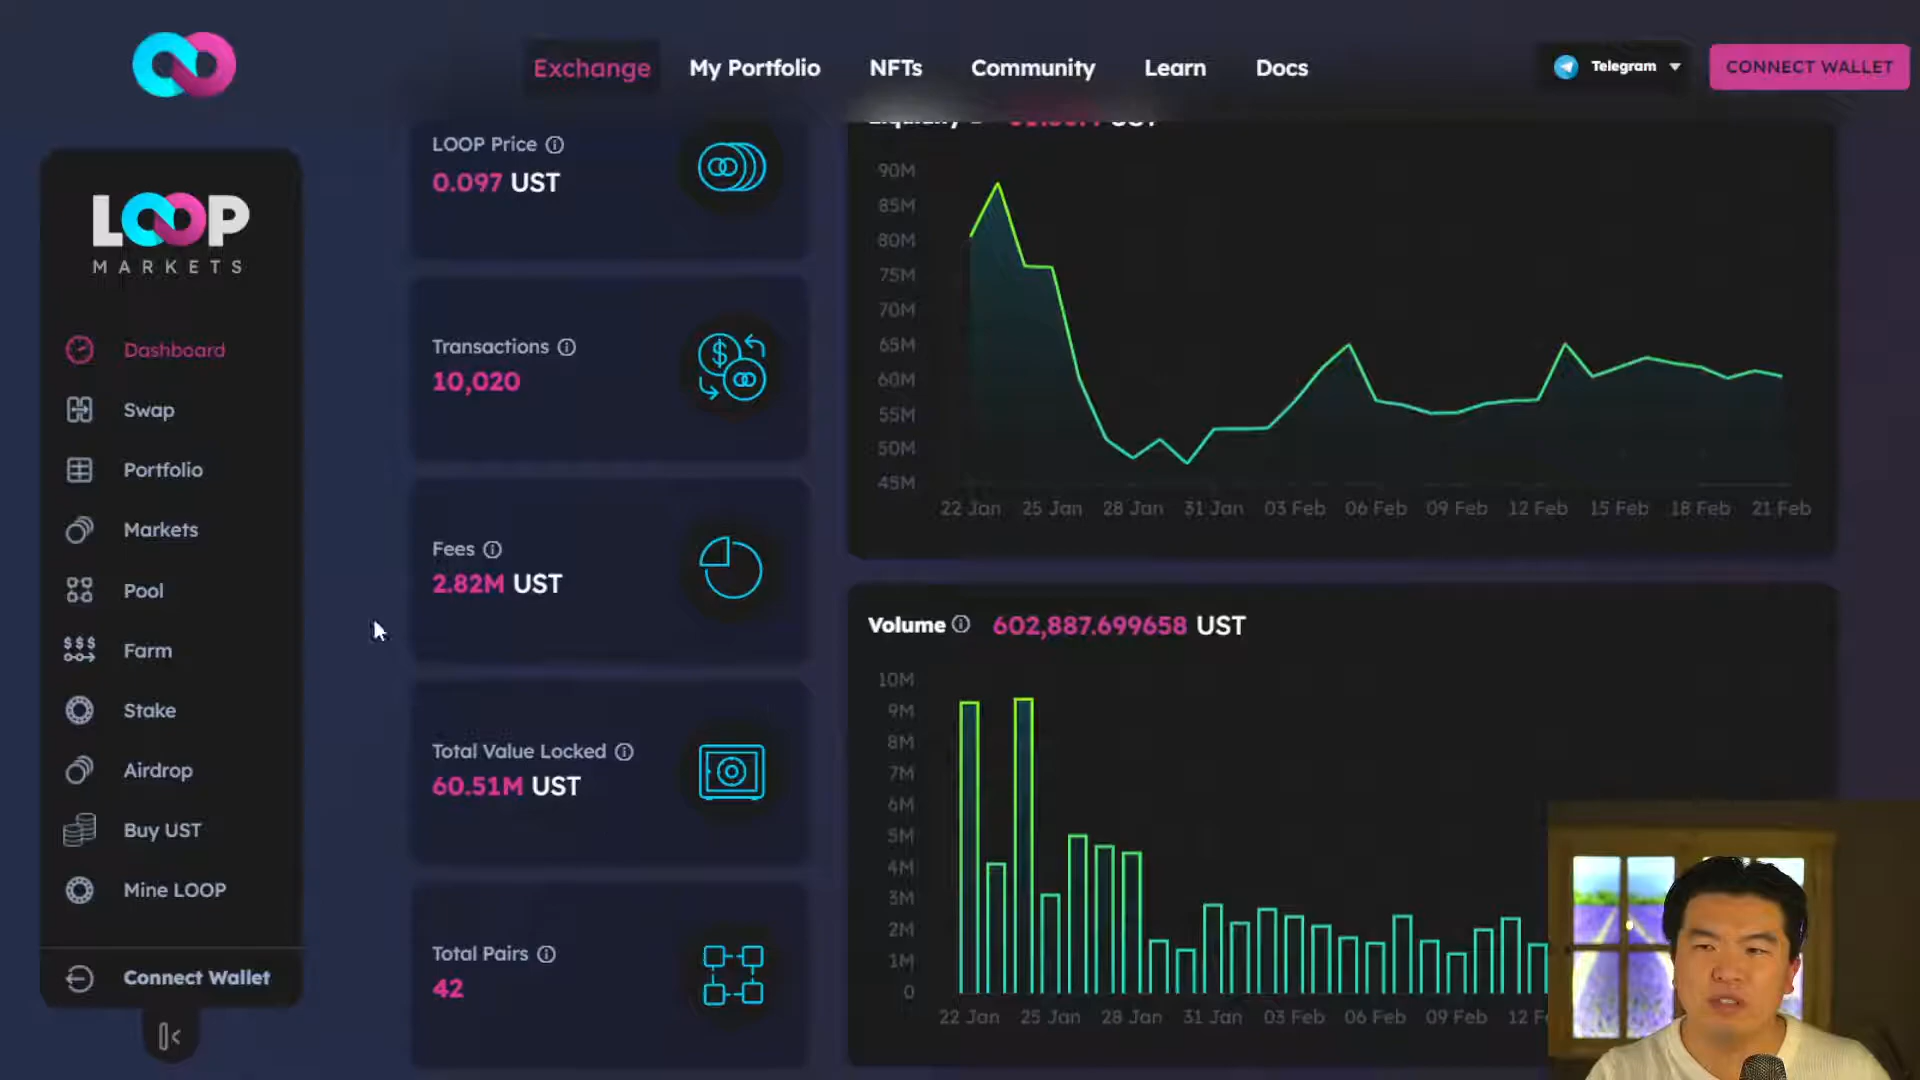 Exchange
My Portfolio
NFTs
Community
Learn
Docs
Telegram
CONNECT WALLET
LOOP
MARKETS
Dashboard
Swap
Portfolio
Markets
Pool
Farm
Stake
Airdrop
Buy UST
Mine LOOP
Connect Wallet
LOOP Price
0.097 UST
Transactions
10,020
Fees
2.82M UST
Total Value Locked
60.51M UST
Total Pairs
42
Liquidity
UST
90M
85M
80M
75M
70M
65M
60M
55M
50M
45M
22 Jan 25 Jan 28 Jan 31 Jan 03 Feb 06 Feb 09 Feb 12 Feb 15 Feb 18 Feb 21 Feb
Volume 602,887.699658 UST
10M
9M
8M
7M
6M
5M
4M
3M
2M
1M
0
22 Jan 25 Jan 28 Jan 31 Jan 03 Feb 06 Feb 09 Feb 12 F